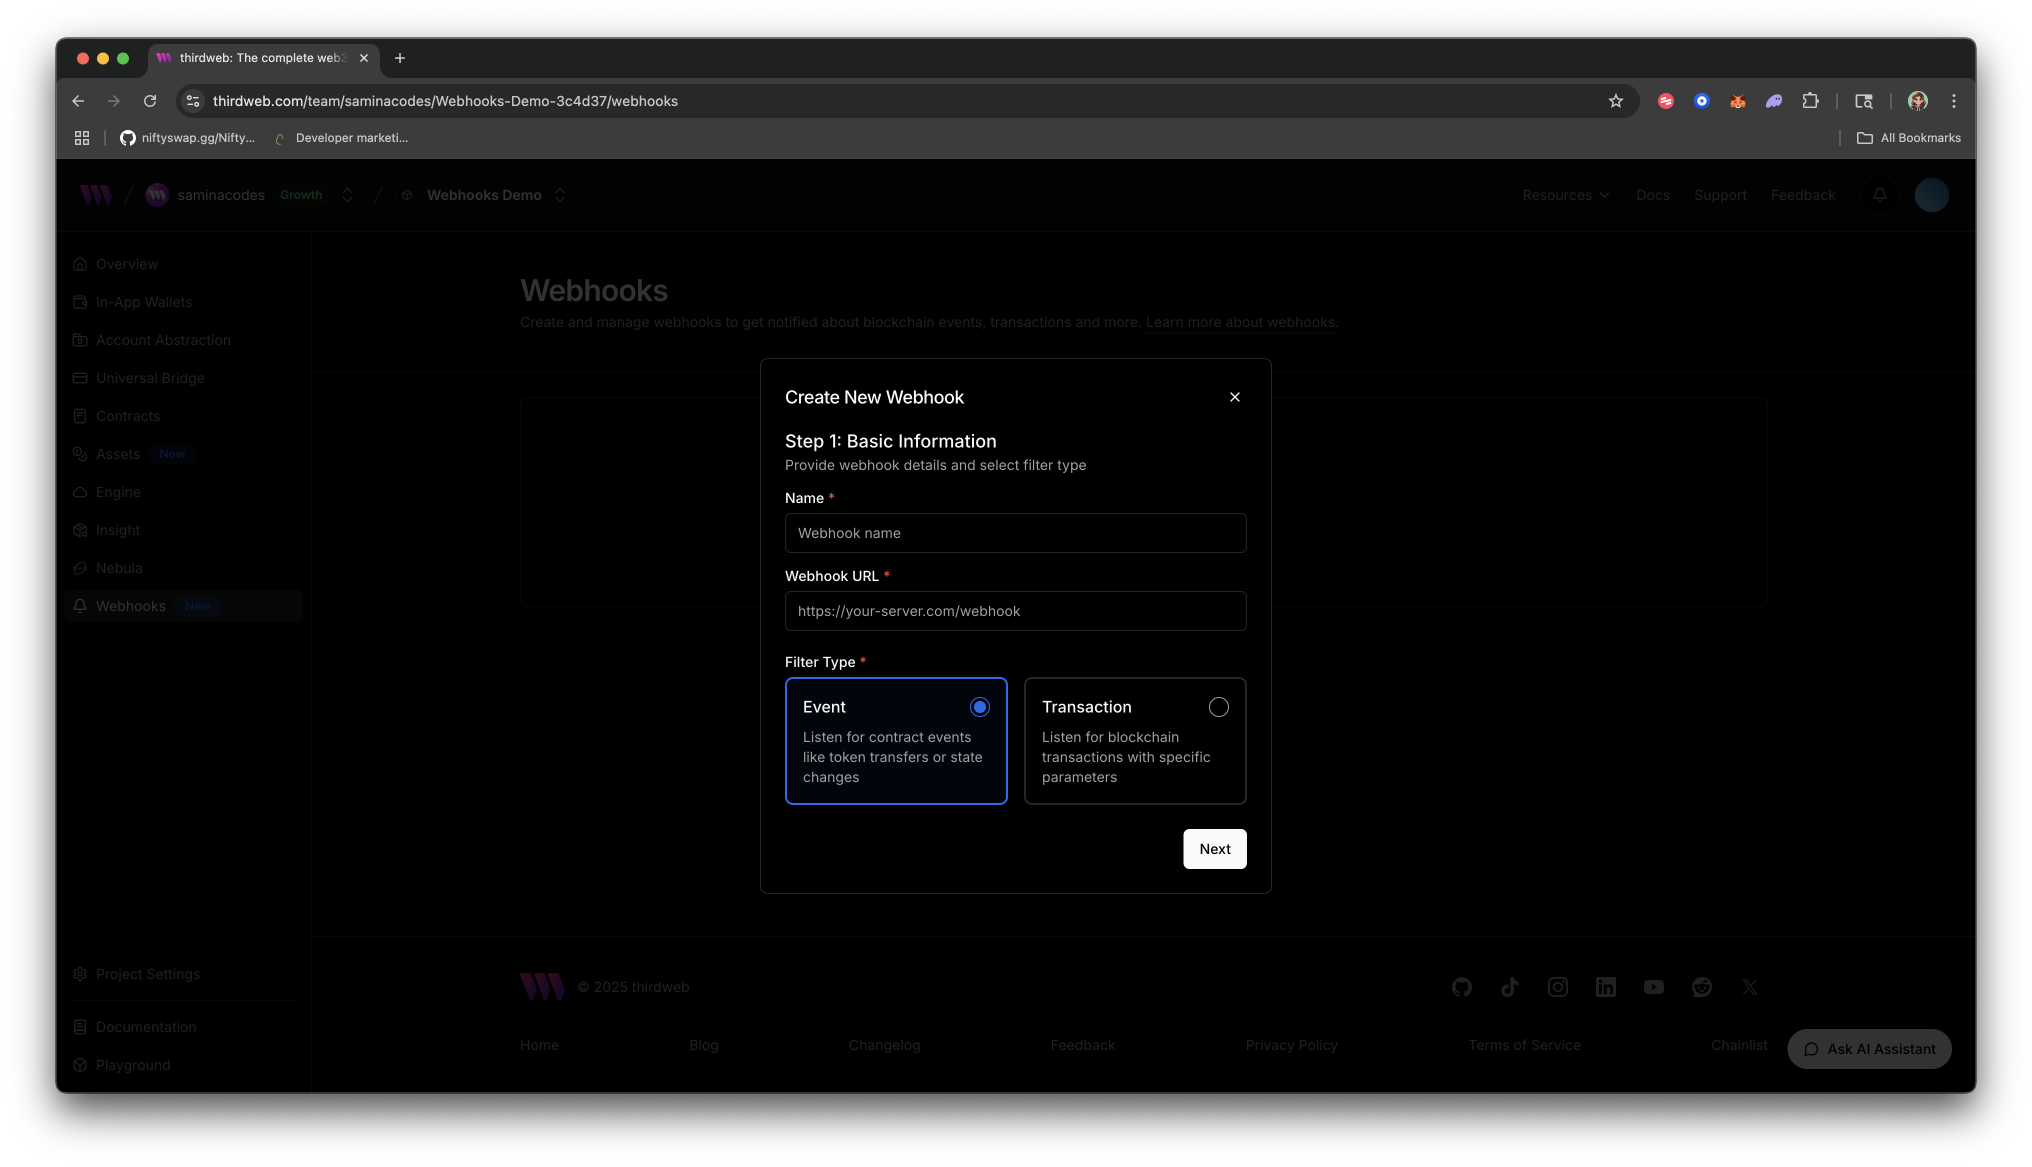 thirdweb: The complete web3
thirdweb.com/team/saminacodes/Webhooks-Demo-3c4d37/webhooks
niftyswap.gg/Nifty...
Developer marketi...
All Bookmarks
saminacodes Growth
Webhooks Demo
Resources
Docs
Support
Feedback
Overview
In-App Wallets
Account Abstraction
Universal Bridge
Contracts
Assets New
Engine
Insight
Nebula
Webhooks New
Project Settings
Documentation
Playground
Webhooks
Create and manage webhooks to get notified about blockchain events, transactions and more. Learn more about webhooks.
Create New Webhook
Step 1: Basic Information
Provide webhook details and select filter type
Name *
Webhook name
Webhook URL *
https://your-server.com/webhook
Filter Type *
Event
Listen for contract events
like token transfers or state
changes
Transaction
Listen for blockchain
transactions with specific
parameters
Next
© 2025 thirdweb
Home
Blog
Changelog
Feedback
Privacy Policy
Terms of Service
Chainlist
Ask AI Assistant